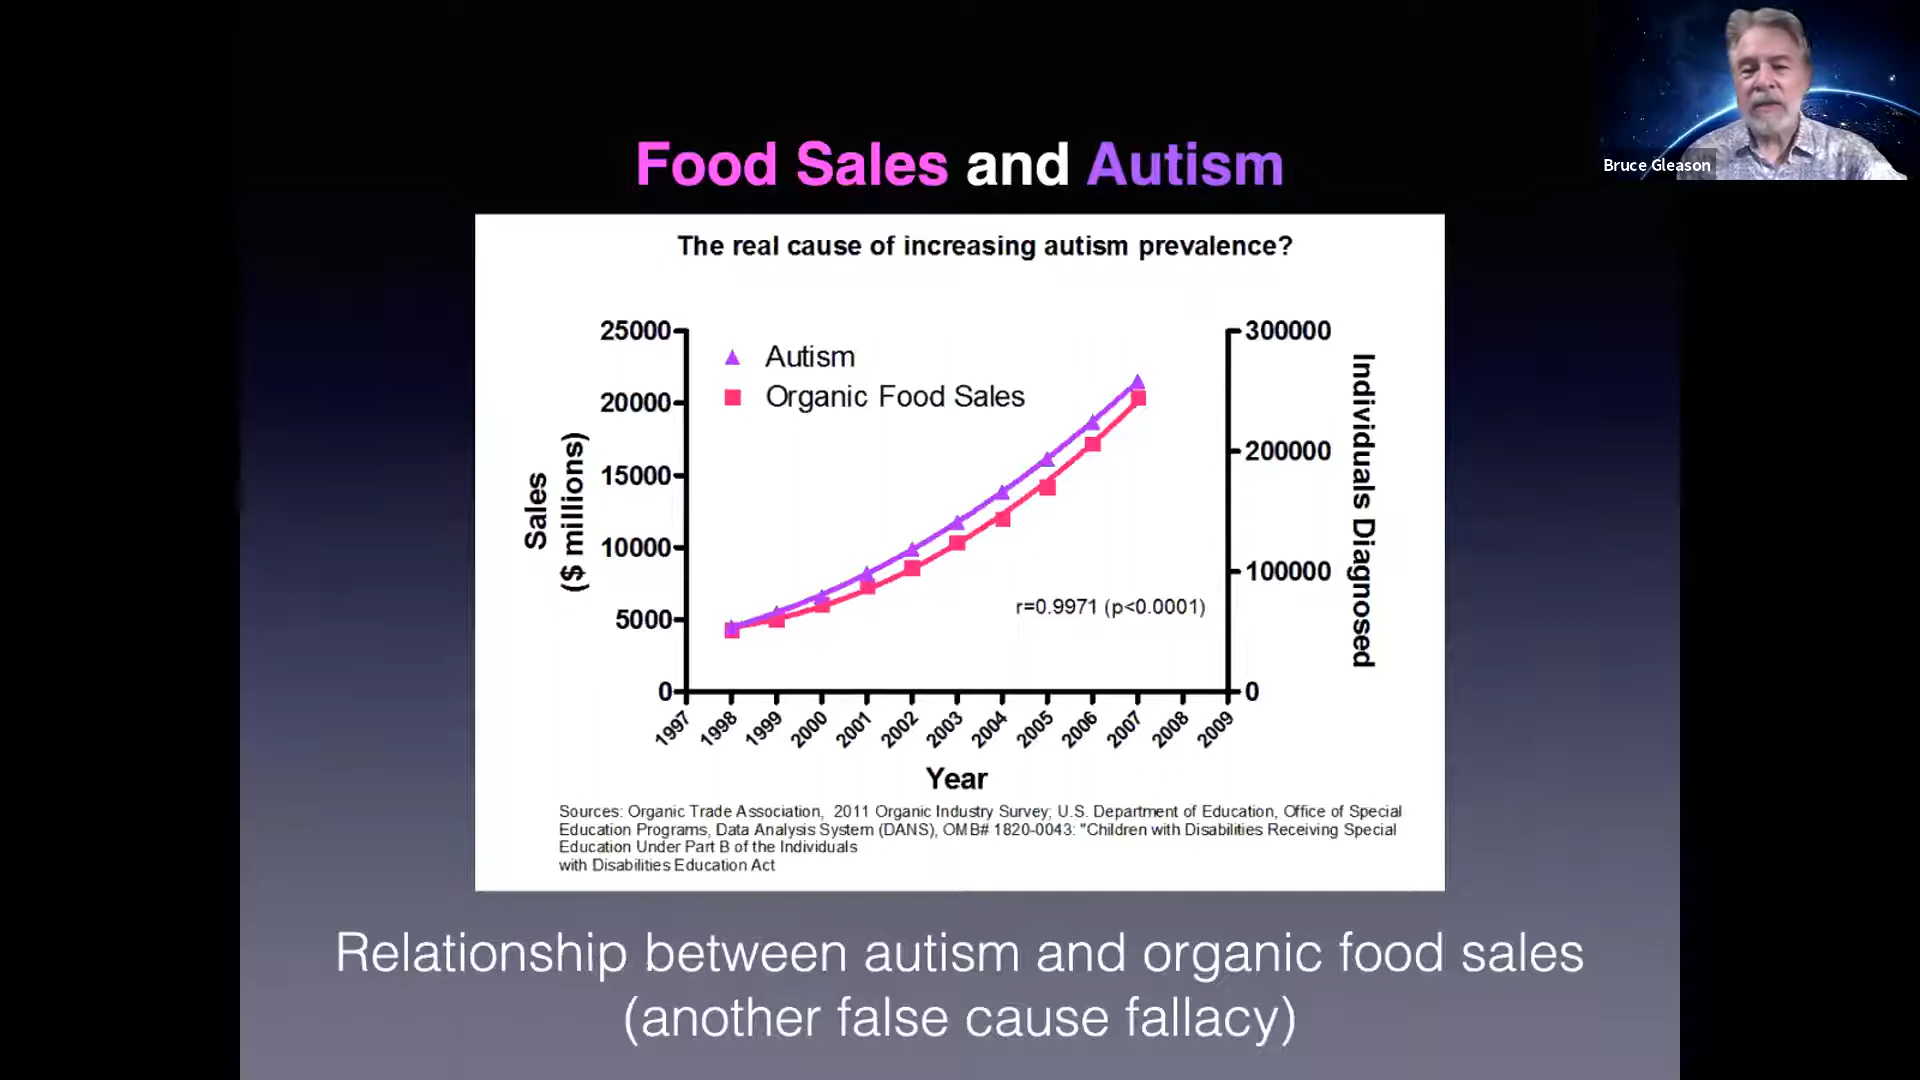 Bruce Gleason
Food Sales and Autism
The real cause of increasing autism prevalence?
25000
20000
15000
10000
5000
0
Sales
($ millions)
Autism
Organic Food Sales
r=0.9971 (p<0.0001)
300000
200000
100000
0
Individuals Diagnosed
1997
1998
1999
2000
2001
2002
2003
2004
2005
2006
2007
2008
2009
Year
Sources: Organic Trade Association, 2011 Organic Industry Survey; U.S. Department of Education, Office of Special
Education Programs, Data Analysis System (DANS), OMB# 1820-0043: "Children with Disabilities Receiving Special
Education Under Part B of the Individuals
with Disabilities Education Act
Relationship between autism and organic food sales
(another false cause fallacy)